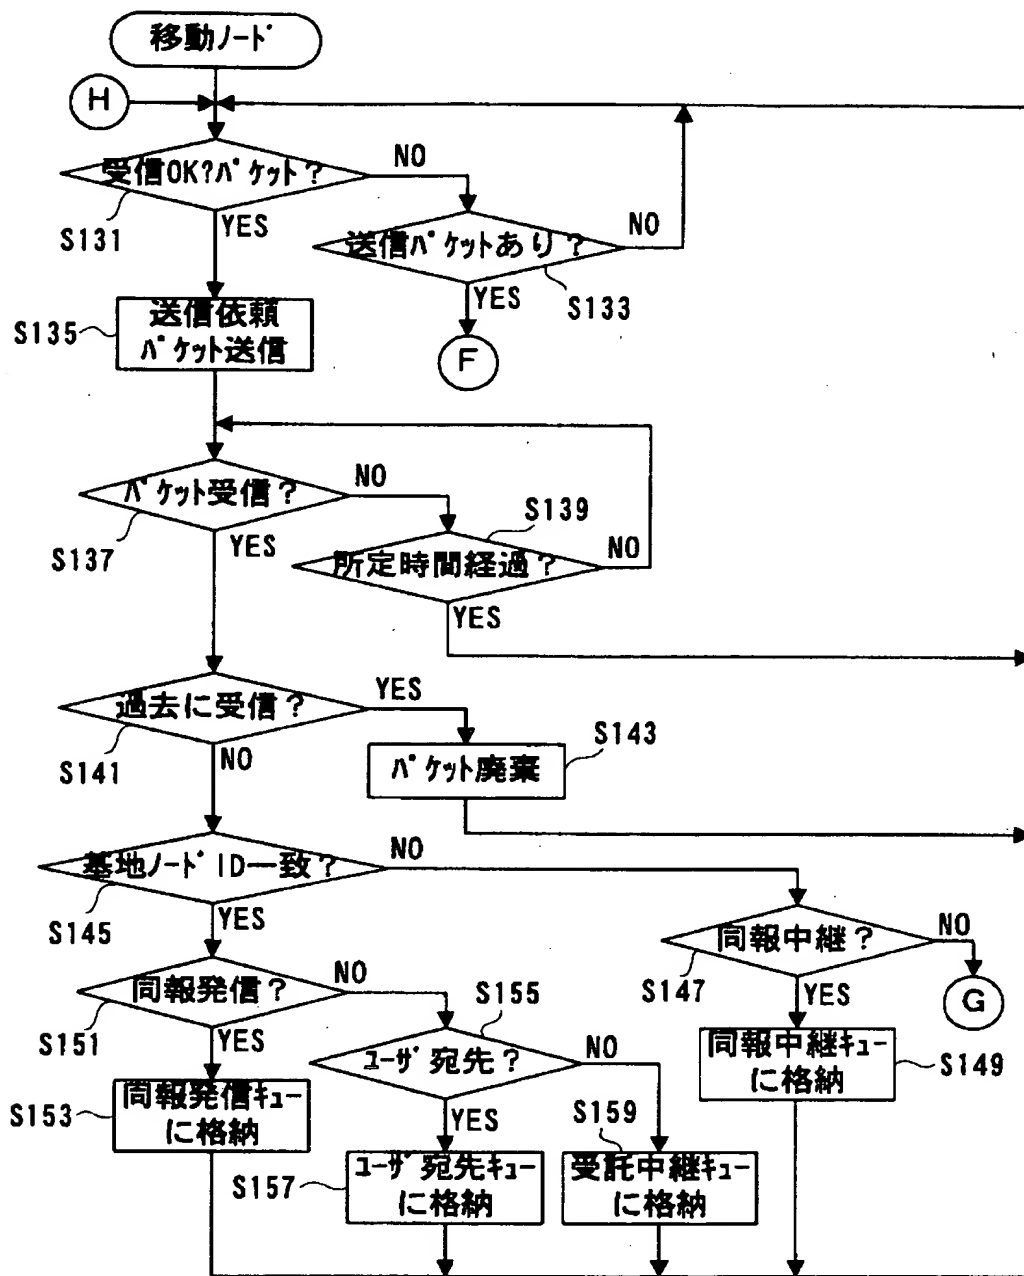 移動ノード
H
受信OK?パケット?
NO
S131
YES
送信パケットあり?
NO
S133
YES
F
S135
送信依頼
パケット送信
パケット受信?
NO
S137
YES
S139
所定時間経過?
NO
YES
過去に受信?
YES
S141
NO
S143
パケット廃棄
基地ノードID一致?
NO
S145
YES
同報中継?
NO
S147
YES
G
同報中継キュー
に格納
S149
同報発信?
NO
S151
YES
S155
ユーザ宛先?
NO
YES
S153
同報発信キュー
に格納
S157
ユーザ宛先キュー
に格納
S159
受託中継キュー
に格納